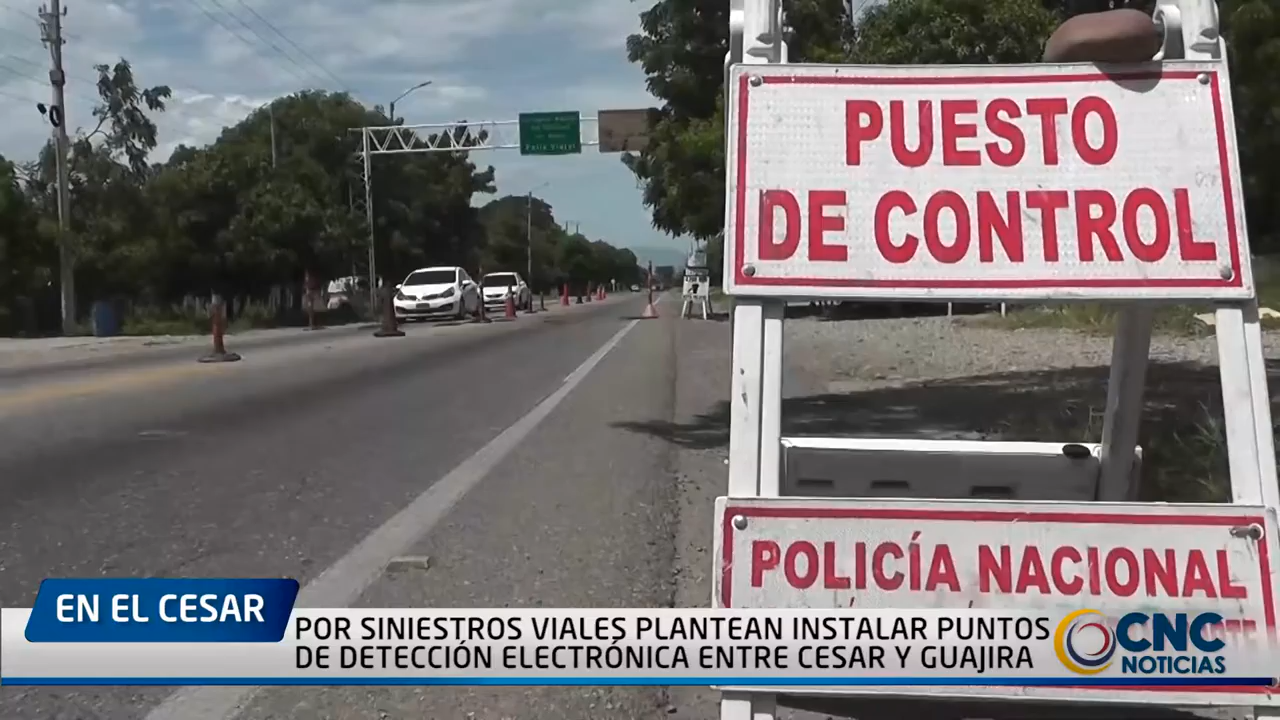 PUESTO
DE CONTROL
POLICÍA NACIONAL
EN EL CESAR
POR SINIESTROS VIALES PLANTEAN INSTALAR PUNTOS
DE DETECCIÓN ELECTRÓNICA ENTRE CESAR Y GUAJIRA
CNC
NOTICIAS